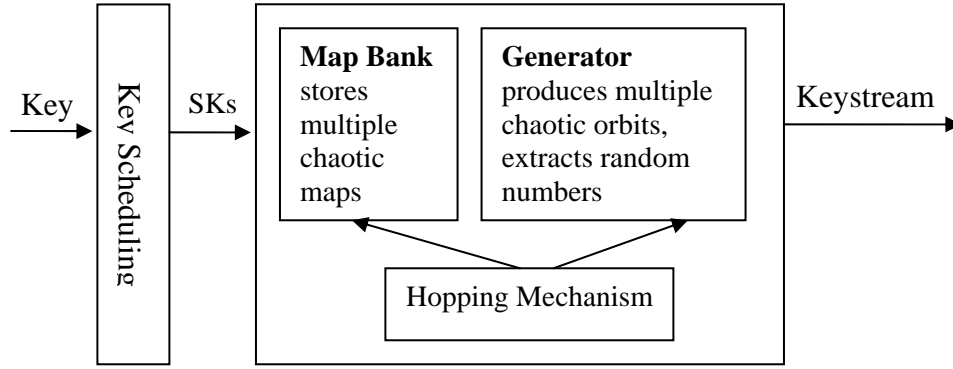 Key
Key Scheduling
SKs
Map Bank
stores
multiple
chaotic
maps
Generator
produces multiple
chaotic orbits,
extracts random
numbers
Hopping Mechanism
Keystream